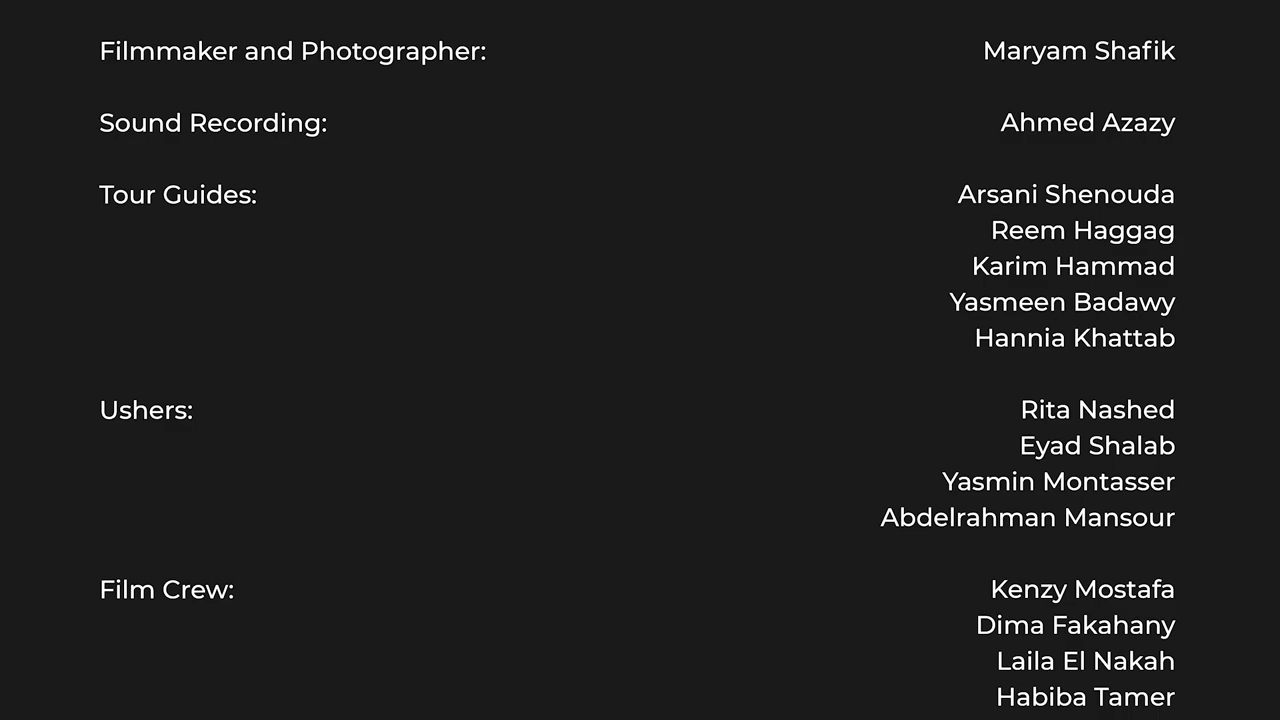 Filmmaker and Photographer: Maryam Shafik
Sound Recording: Ahmed Azazy
Tour Guides: Arsani Shenouda
Reem Haggag
Karim Hammad
Yasmeen Badawy
Hannia Khattab
Ushers: Rita Nashed
Eyad Shalab
Yasmin Montasser
Abdelrahman Mansour
Film Crew: Kenzy Mostafa
Dima Fakahany
Laila El Nakah
Habiba Tamer